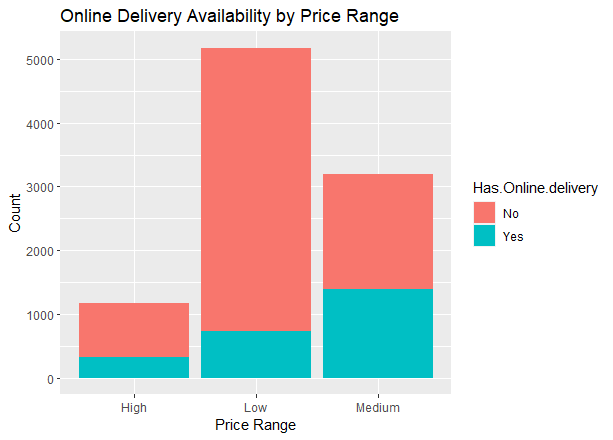 Online Delivery Availability by Price Range
5000
4000
3000
2000
1000
0
Count
High Low Medium
Price Range
Has.Online.delivery
No
Yes